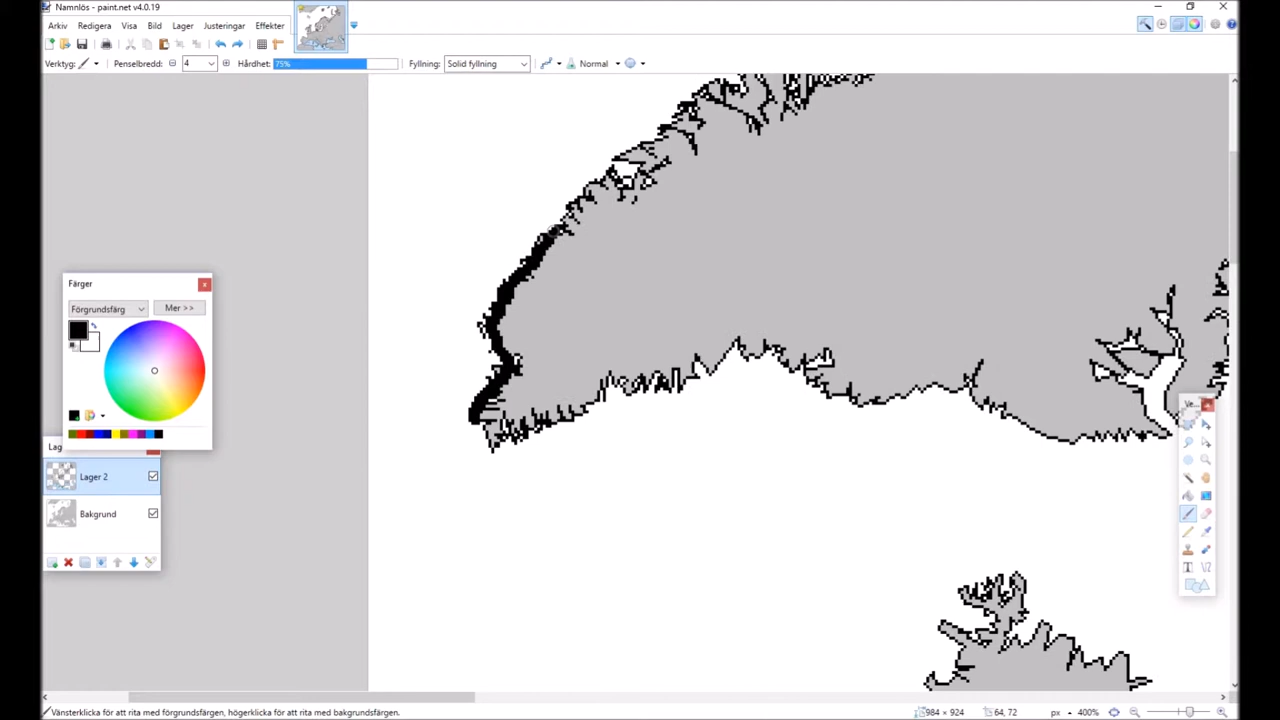 Namnlös - paint.net v4.0.19
Arkiv Redigera Visa Bild Lager Justeringar Effekter
Verktyg: Penselbredd: 4 Hårdhet: 75% Fyllning: Solid fyllning Normal
Färger
Förgrundsfärg Mer >>
Lag
Ve...
Lager 2
Bakgrund
T
Vänsterklicka för att rita med förgrundsfärgen, högerklicka för att rita med bakgrundsfärgen. 984 × 924 64, 72 px 400%